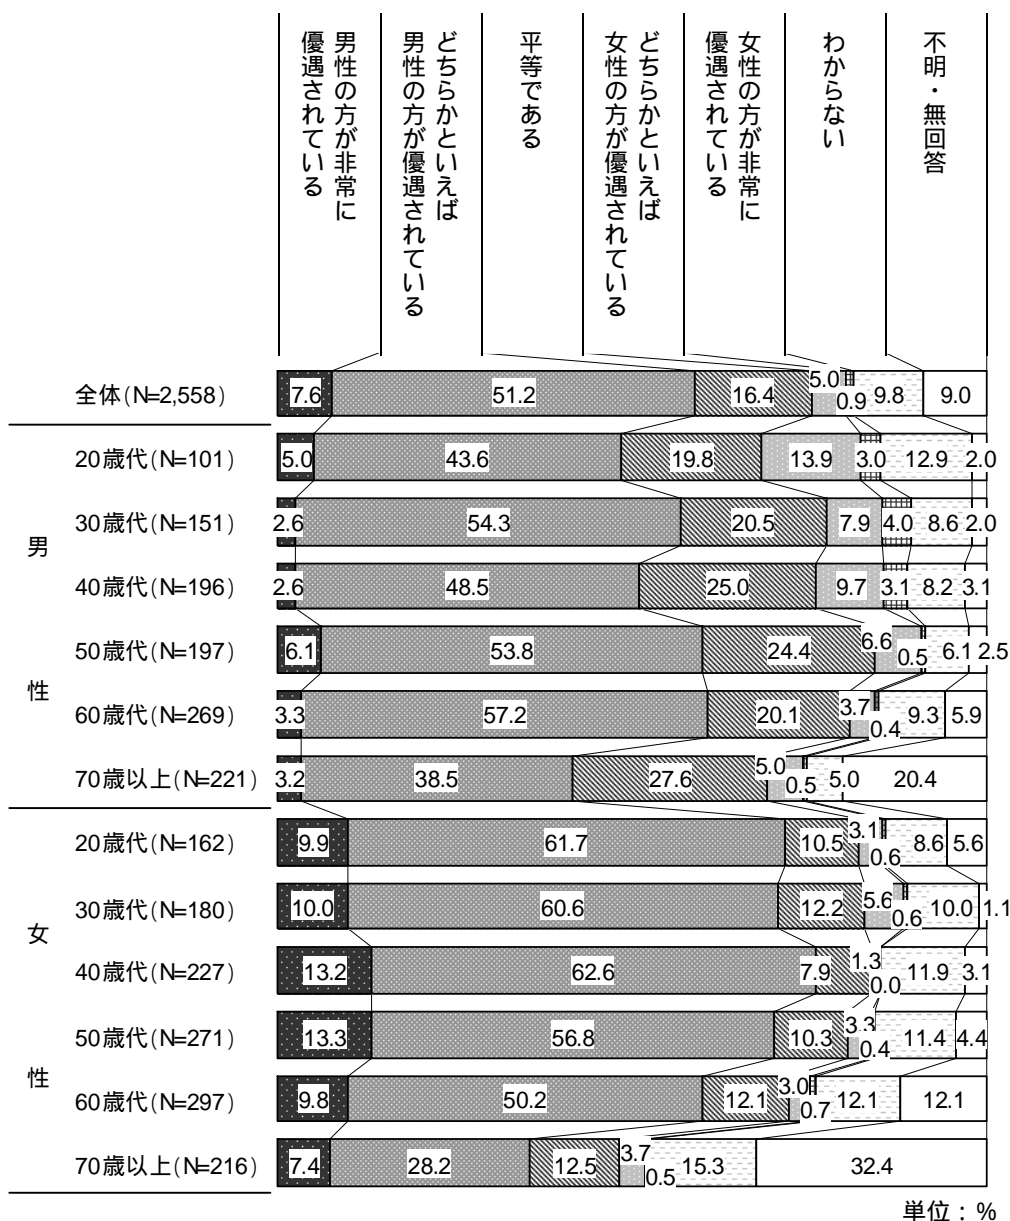 男性の方が非常に
優遇されている
どちらかといえば
男性の方が優遇されている
平等である
どちらかといえば
女性の方が優遇されている
女性の方が非常に
優遇されている
わからない
不明・無回答
全体(N=2,558) 7.6 51.2 16.4 5.0 0.9 9.8 9.0
男性
20歳代(N=101) 5.0 43.6 19.8 13.9 3.0 12.9 2.0
30歳代(N=151) 2.6 54.3 20.5 7.9 4.0 8.6 2.0
40歳代(N=196) 2.6 48.5 25.0 9.7 3.1 8.2 3.1
50歳代(N=197) 6.1 53.8 24.4 6.6 0.5 6.1 2.5
60歳代(N=269) 3.3 57.2 20.1 3.7 0.4 9.3 5.9
70歳以上(N=221) 3.2 38.5 27.6 5.0 0.5 5.0 20.4
女性
20歳代(N=162) 9.9 61.7 10.5 3.1 0.6 8.6 5.6
30歳代(N=180) 10.0 60.6 12.2 5.6 0.6 10.0 1.1
40歳代(N=227) 13.2 62.6 7.9 1.3 0.0 11.9 3.1
50歳代(N=271) 13.3 56.8 10.3 3.3 0.4 11.4 4.4
60歳代(N=297) 9.8 50.2 12.1 3.0 0.7 12.1 12.1
70歳以上(N=216) 7.4 28.2 12.5 3.7 0.5 15.3 32.4
単位：%